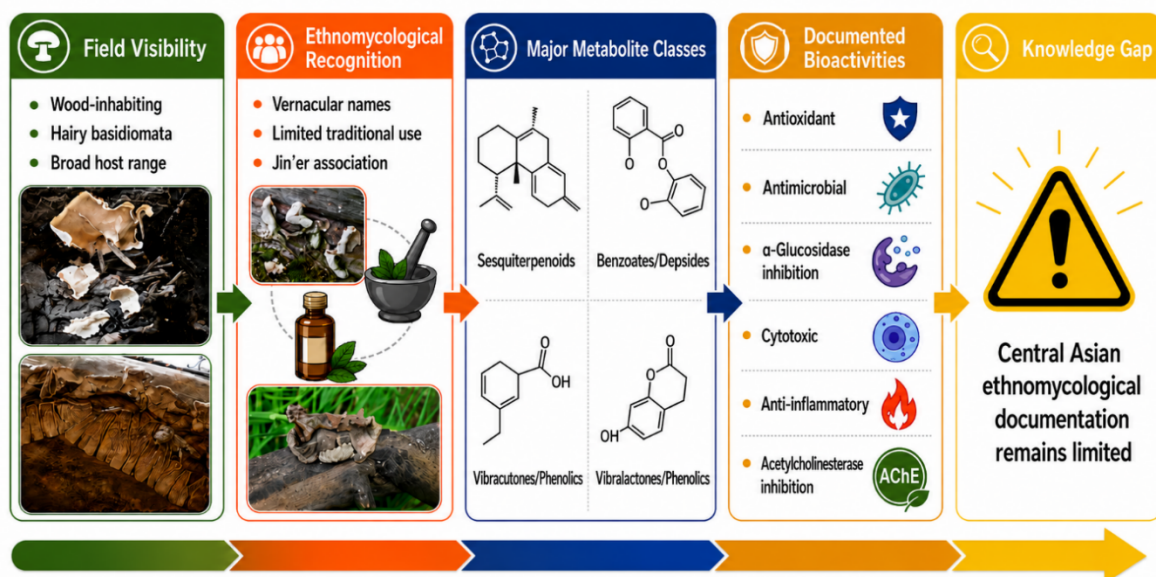 Field Visibility
• Wood-inhabiting
• Hairy basidiomata
• Broad host range
Ethnomycological
Recognition
• Vernacular names
• Limited traditional use
• Jin'er association
Major Metabolite Classes
O
O
O
O
Sesquiterpenoids
Benzoates/Depsides
O
OH
Vibracutones/Phenolics
O
O
OH
Vibralactones/Phenolics
Documented
Bioactivities
• Antioxidant
• Antimicrobial
• α-Glucosidase
inhibition
• Cytotoxic
• Anti-inflammatory
• Acetylcholinesterase
inhibition
AChE
Knowledge Gap
!
Central Asian
ethnomycological
documentation
remains limited